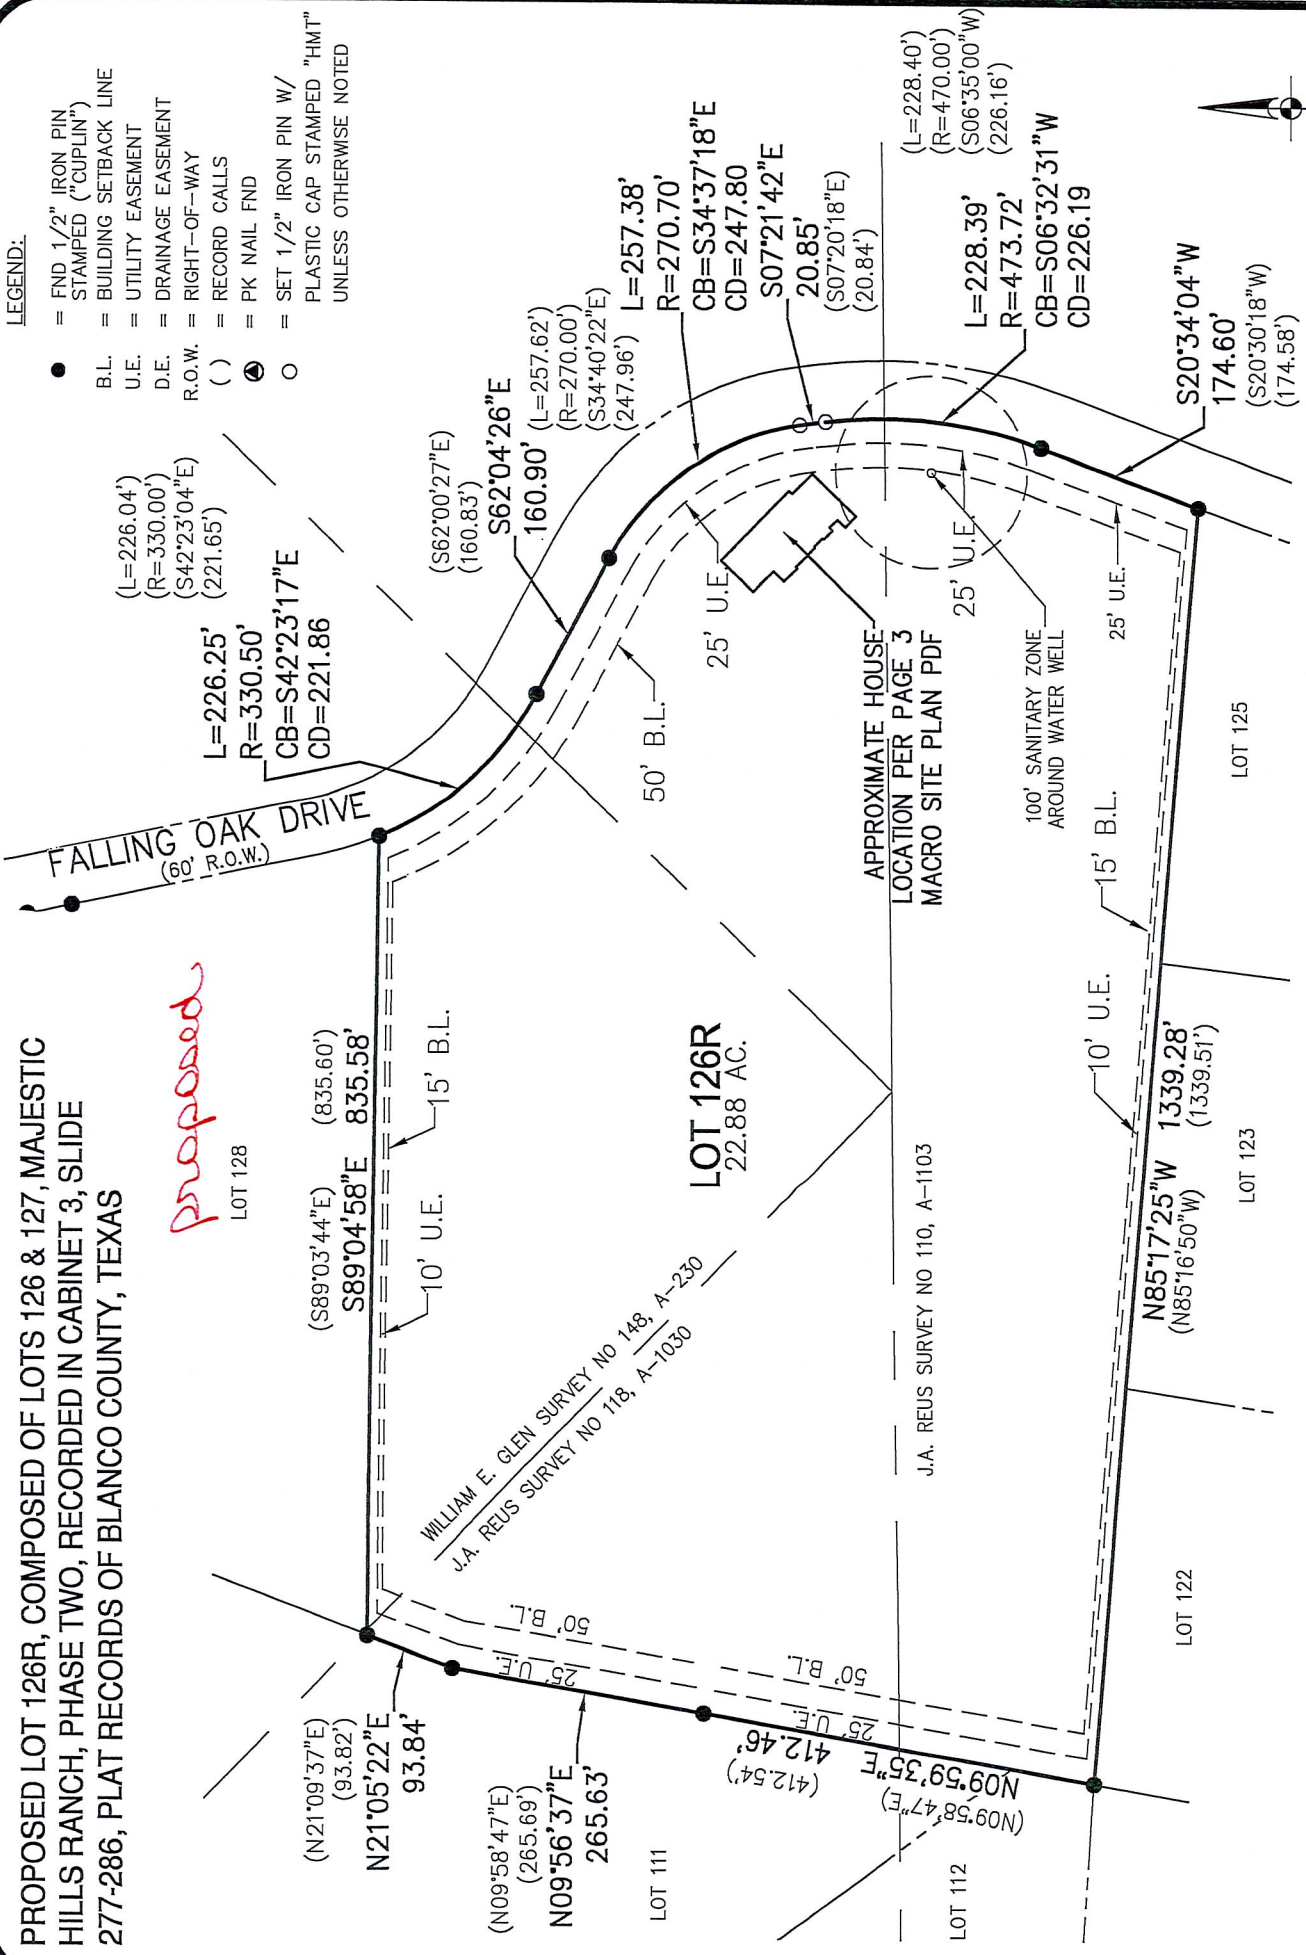 PROPOSED LOT 126R, COMPOSED OF LOTS 126 & 127, MAJESTIC
HILLS RANCH, PHASE TWO, RECORDED IN CABINET 3, SLIDE
277-286, PLAT RECORDS OF BLANCO COUNTY, TEXAS
proposed
LEGEND:
= FND 1/2" IRON PIN
STAMPED ("CUPLIN")
B.L. = BUILDING SETBACK LINE
U.E. = UTILITY EASEMENT
D.E. = DRAINAGE EASEMENT
R.O.W. = RIGHT-OF-WAY
( ) = RECORD CALLS
= PK NAIL FND
= SET 1/2" IRON PIN W/
PLASTIC CAP STAMPED "HMT"
UNLESS OTHERWISE NOTED
FALLING OAK DRIVE
(60' R.O.W.)
LOT 128
(L=226.04')
(R=330.00')
(S42°23'04"E)
(221.65')
L=226.25'
R=330.50'
CB=S42°23'17"E
CD=221.86
(S62°00'27"E)
(160.83')
S62°04'26"E
160.90'
(L=257.62')
(R=270.00')
(S34°40'22"E)
(247.96')
L=257.38'
R=270.70'
CB=S34°37'18"E
CD=247.80
S07°21'42"E
20.85'
(S07°20'18"E)
(20.84')
(L=228.40')
(R=470.00')
(S06°35'00"W)
(226.16')
L=228.39'
R=473.72'
CB=S06°32'31"W
CD=226.19
S20°34'04"W
174.60'
(S20°30'18"W)
(174.58')
(S89°03'44"E) (835.60')
S89°04'58"E 835.58'
10' U.E.
15' B.L.
50' B.L.
25' U.E.
25' U.E.
25' U.E.
APPROXIMATE HOUSE
LOCATION PER PAGE 3
MACRO SITE PLAN PDF
100' SANITARY ZONE
AROUND WATER WELL
LOT 126R
22.88 AC.
WILLIAM E. GLEN SURVEY NO 148, A-230
J.A. REUS SURVEY NO 118, A-1030
J.A. REUS SURVEY NO 110, A-1103
(N21°09'37"E)
(93.82')
N21°05'22"E
93.84'
(N09°58'47"E)
(265.69')
N09°56'37"E
265.63'
25' U.E.
50' B.L.
25' U.E.
50' B.L.
N09°59'35"E 412.46'
(N09°58'47"E) (412.54')
10' U.E.
15' B.L.
N85°17'25"W 1339.28'
(N85°16'50"W) (1339.51')
LOT 111
LOT 112
LOT 122
LOT 123
LOT 125